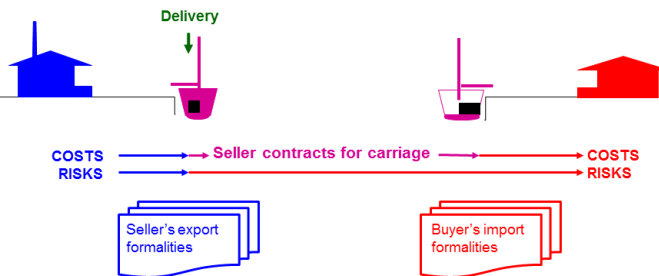 Delivery
COSTS Seller contracts for carriage COSTS
RISKS RISKS
Seller's export
formalities
Buyer's import
formalities